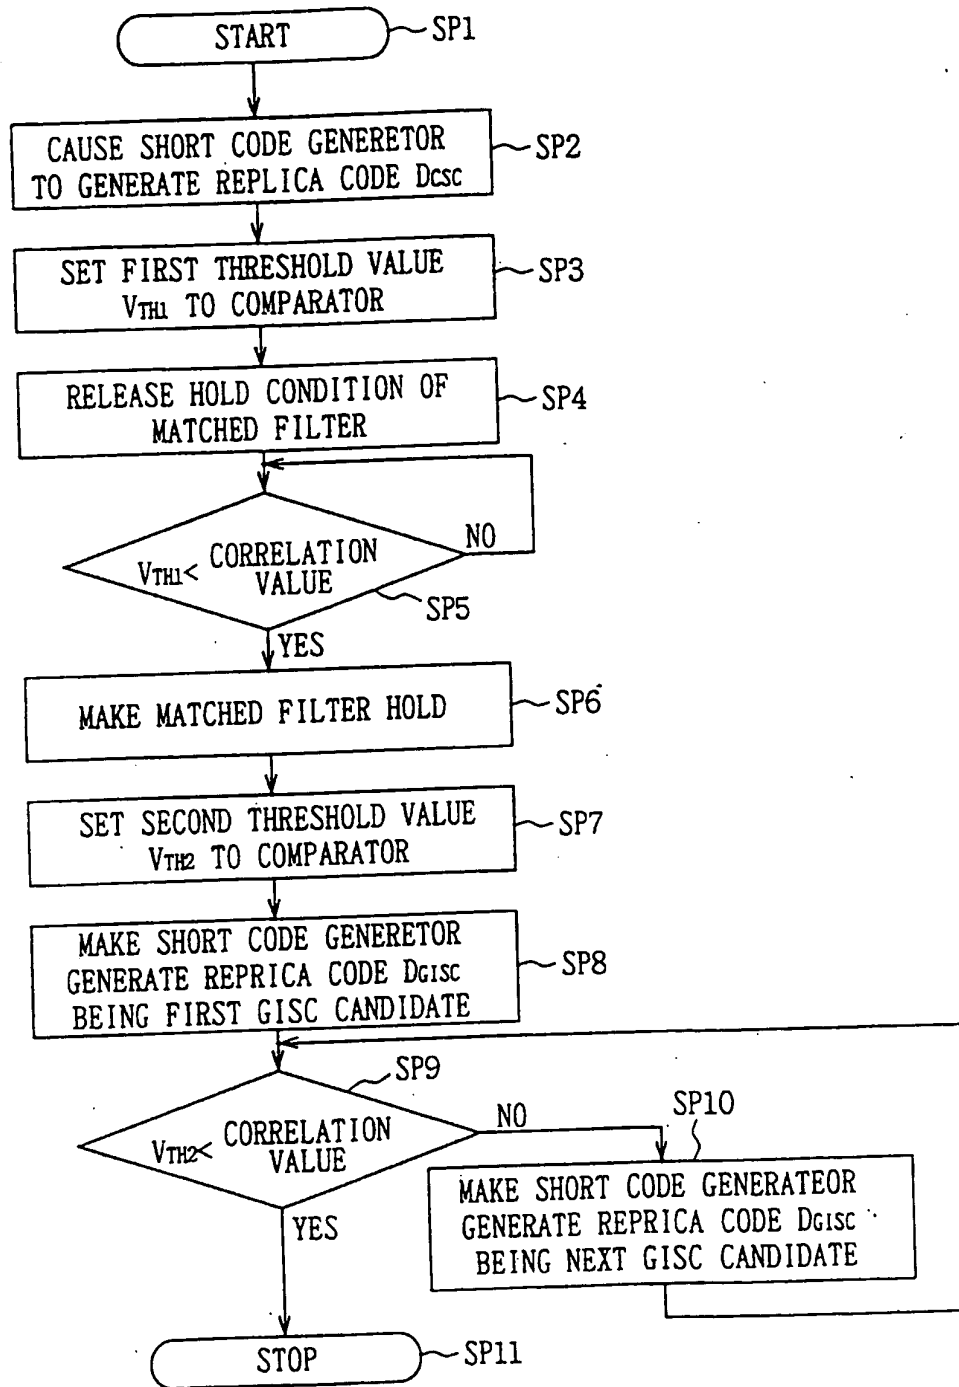 START
SP1
CAUSE SHORT CODE GENERETOR
TO GENERATE REPLICA CODE DCSC
SP2
SET FIRST THRESHOLD VALUE
VTH1 TO COMPARATOR
SP3
RELEASE HOLD CONDITION OF
MATCHED FILTER
SP4
VTH1< CORRELATION
VALUE
NO
SP5
YES
MAKE MATCHED FILTER HOLD
SP6
SET SECOND THRESHOLD VALUE
VTH2 TO COMPARATOR
SP7
MAKE SHORT CODE GENERETOR
GENERATE REPRICA CODE DGISC
BEING FIRST GISC CANDIDATE
SP8
SP9
VTH2< CORRELATION
VALUE
NO
YES
SP10
MAKE SHORT CODE GENERATEOR
GENERATE REPRICA CODE DGISC
BEING NEXT GISC CANDIDATE
STOP
SP11